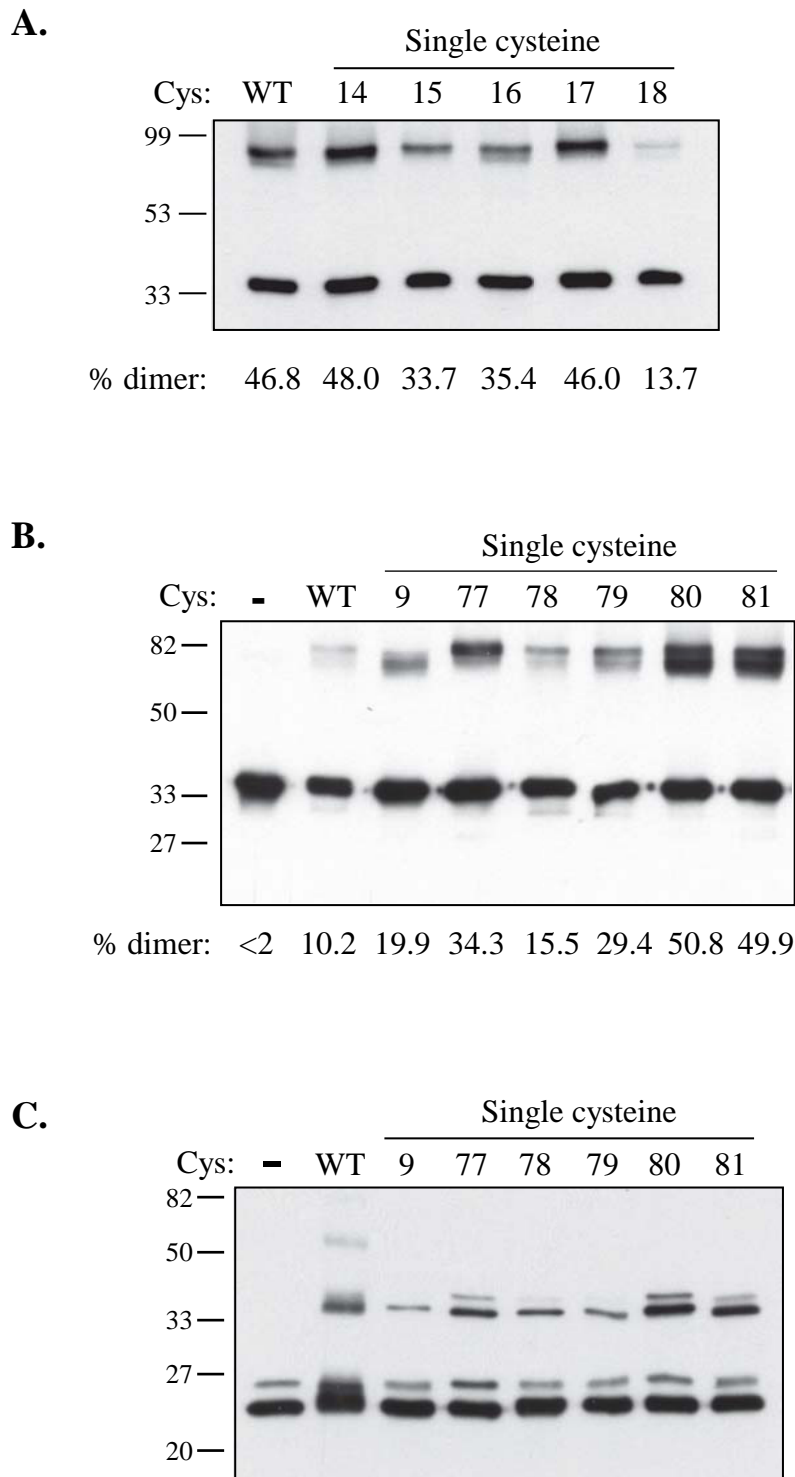 A.
Single cysteine
Cys: WT 14 15 16 17 18
99
53
33
% dimer: 46.8 48.0 33.7 35.4 46.0 13.7
B.
Single cysteine
Cys: - WT 9 77 78 79 80 81
82
50
33
27
% dimer: <2 10.2 19.9 34.3 15.5 29.4 50.8 49.9
C.
Single cysteine
Cys: - WT 9 77 78 79 80 81
82
50
33
27
20